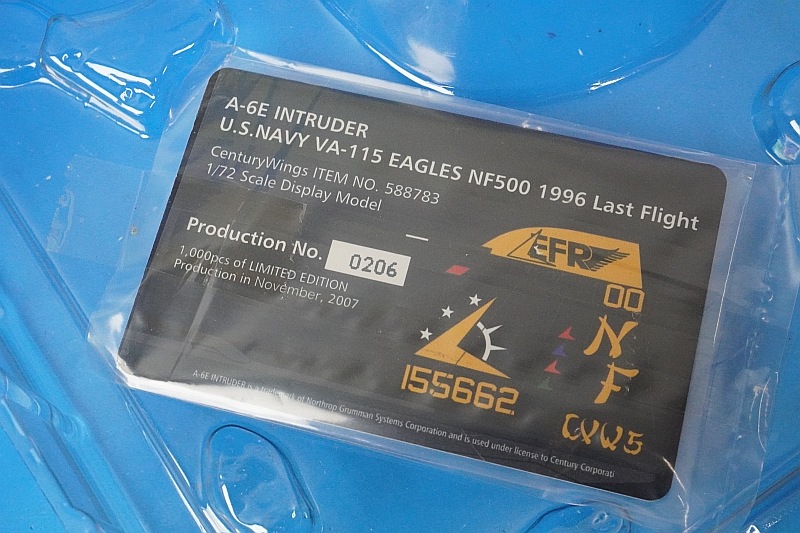 A-6E INTRUDER
U.S.NAVY VA-115 EAGLES NF500 1996 Last Flight
CenturyWings ITEM NO. 588783
1/72 Scale Display Model
Production No. 0206
1,000pcs of LIMITED EDITION
Production in November, 2007
EFR
00
N
F
155662
CVW5
A-6E INTRUDER is a trademark of Northrop Grumman Systems Corporation and is used under license to Century Corporati